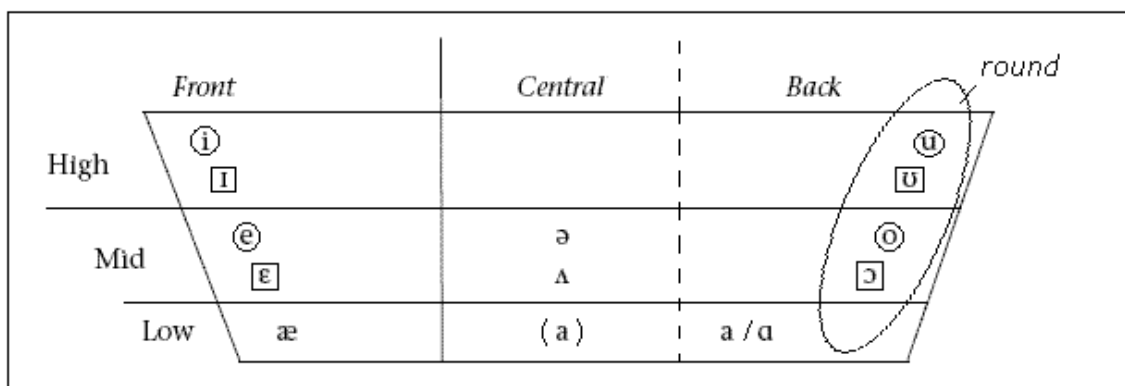 round
Front Central Back
i u
High
ɪ ʊ
e ə o
Mid
ɛ ʌ ɔ
Low æ (a) a/ɑ